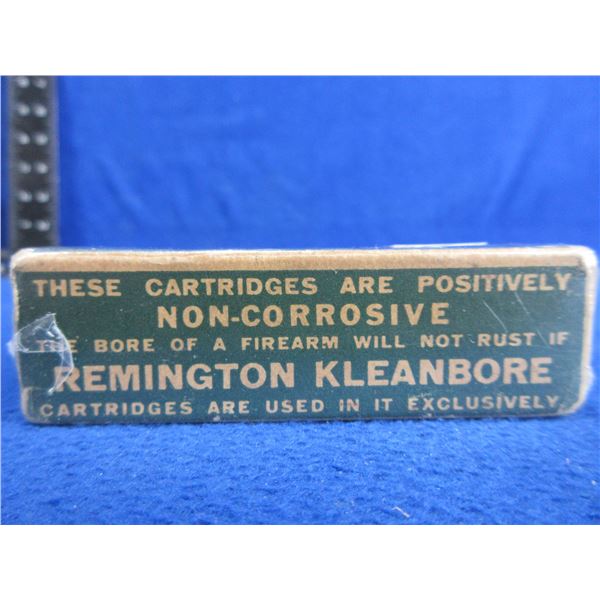 THESE CARTRIDGES ARE POSITIVELY
NON-CORROSIVE
THE BORE OF A FIREARM WILL NOT RUST IF
REMINGTON KLEANBORE
CARTRIDGES ARE USED IN IT EXCLUSIVELY